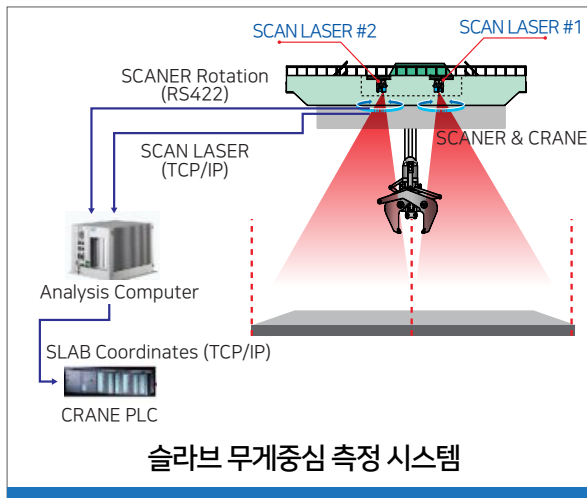 SCAN LASER #2
SCAN LASER #1
SCANER Rotation
(RS422)
SCANER & CRANE
SCAN LASER
(TCP/IP)
Analysis Computer
SLAB Coordinates (TCP/IP)
CRANE PLC
슬라브 무게중심 측정 시스템